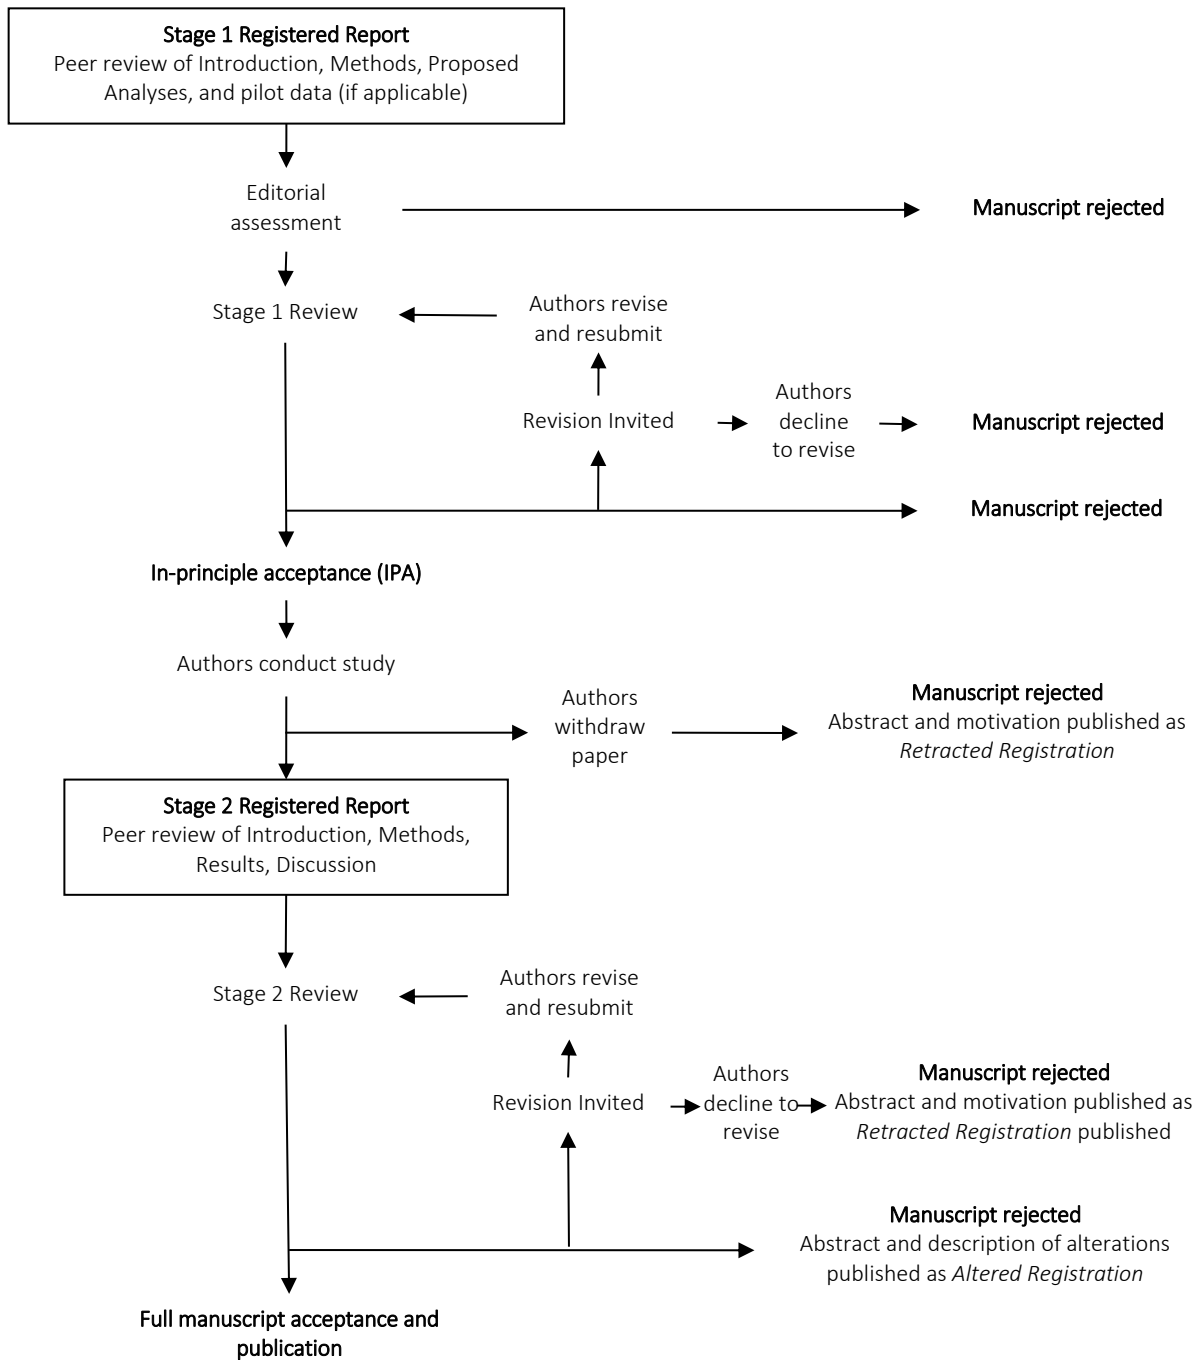 Stage 1 Registered Report
Peer review of Introduction, Methods, Proposed
Analyses, and pilot data (if applicable)
Editorial
assessment
Manuscript rejected
Stage 1 Review
Authors revise
and resubmit
Revision Invited
Authors
decline
to revise
Manuscript rejected
Manuscript rejected
In-principle acceptance (IPA)
Authors conduct study
Authors
withdraw
paper
Manuscript rejected
Abstract and motivation published as
Retracted Registration
Stage 2 Registered Report
Peer review of Introduction, Methods,
Results, Discussion
Stage 2 Review
Authors revise
and resubmit
Revision Invited
Authors
decline to
revise
Manuscript rejected
Abstract and motivation published as
Retracted Registration published
Manuscript rejected
Abstract and description of alterations
published as Altered Registration
Full manuscript acceptance and
publication